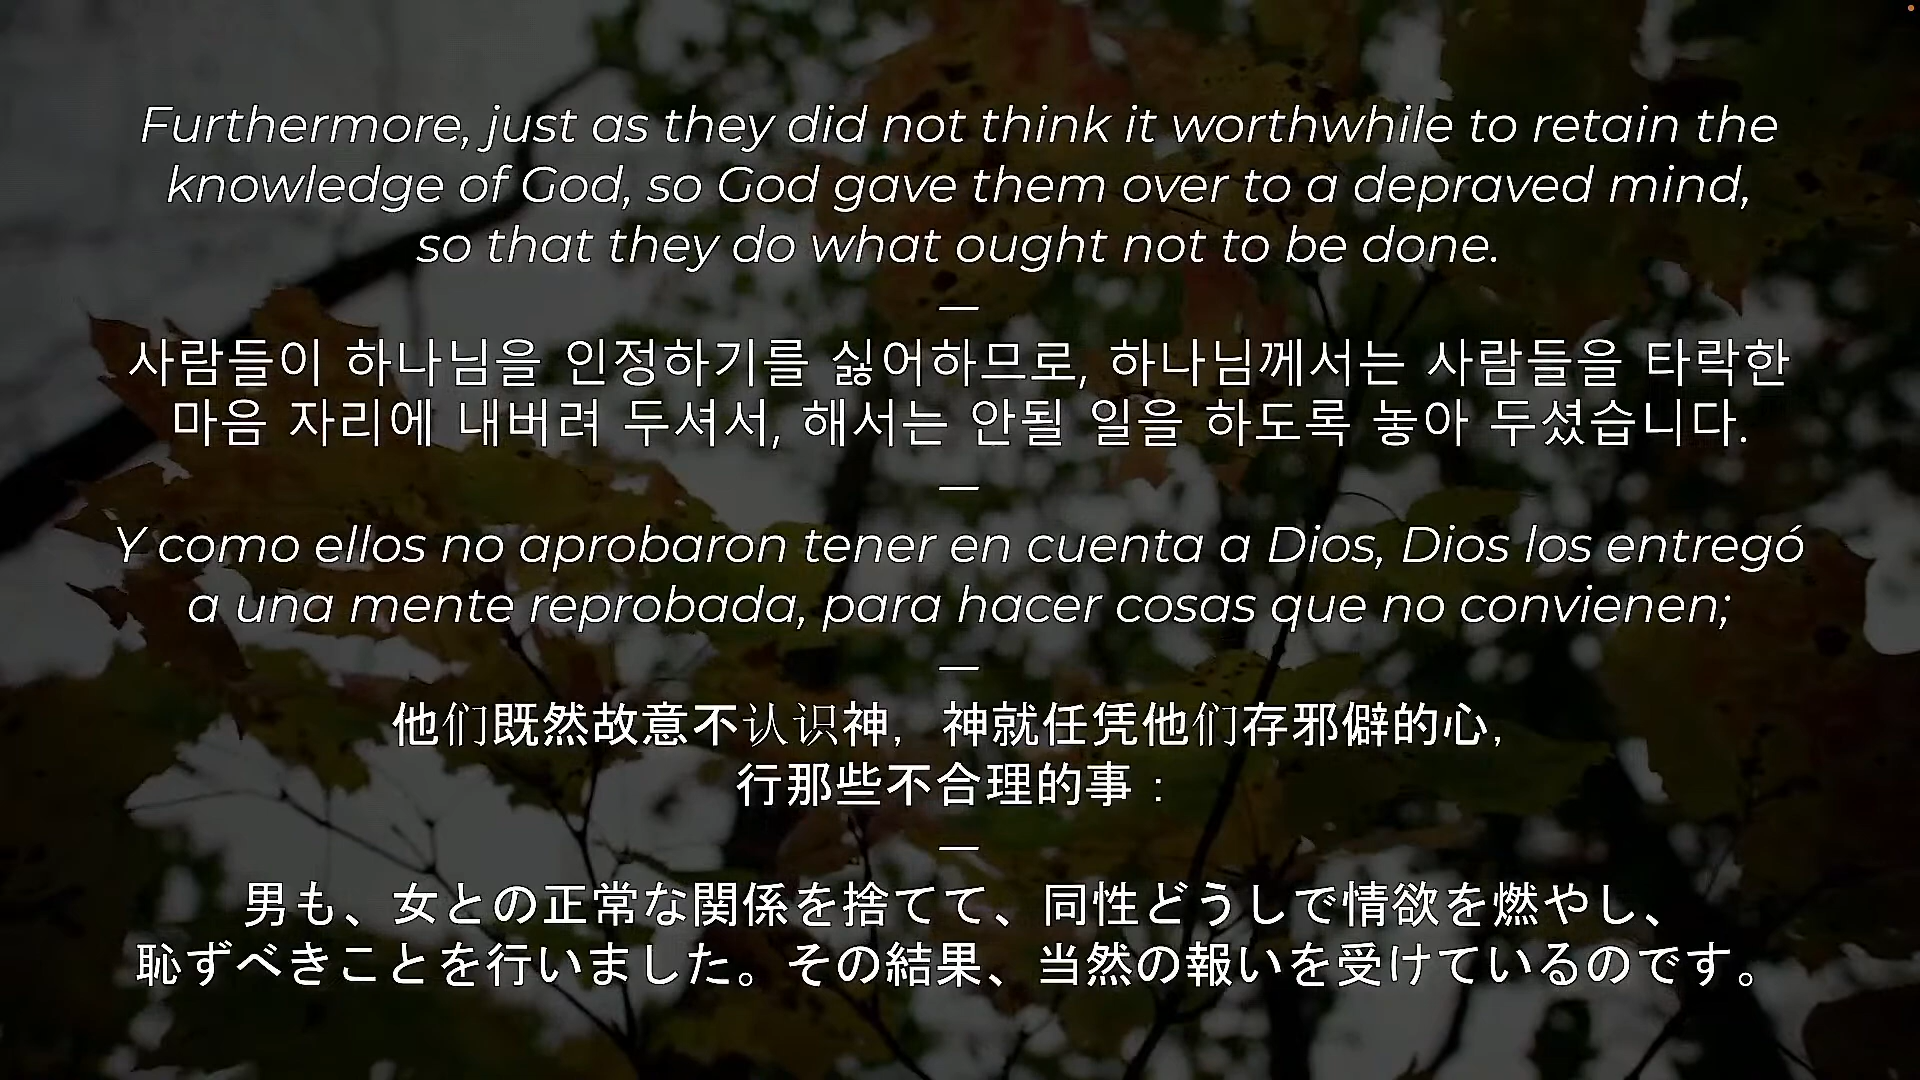 Furthermore, just as they did not think it worthwhile to retain the
knowledge of God, so God gave them over to a depraved mind,
so that they do what ought not to be done.
—
사람들이 하나님을 인정하기를 싫어하므로, 하나님께서는 사람들을 타락한
마음 자리에 내버려 두셔서, 해서는 안될 일을 하도록 놓아 두셨습니다.
—
Y como ellos no aprobaron tener en cuenta a Dios, Dios los entregó
a una mente reprobada, para hacer cosas que no convienen;
—
他们既然故意不认识神，神就任凭他们存邪僻的心，
行那些不合理的事：
—
男も、女との正常な関係を捨てて、同性どうしで情欲を燃やし、
恥ずべきことを行いました。その結果、当然の報いを受けているのです。